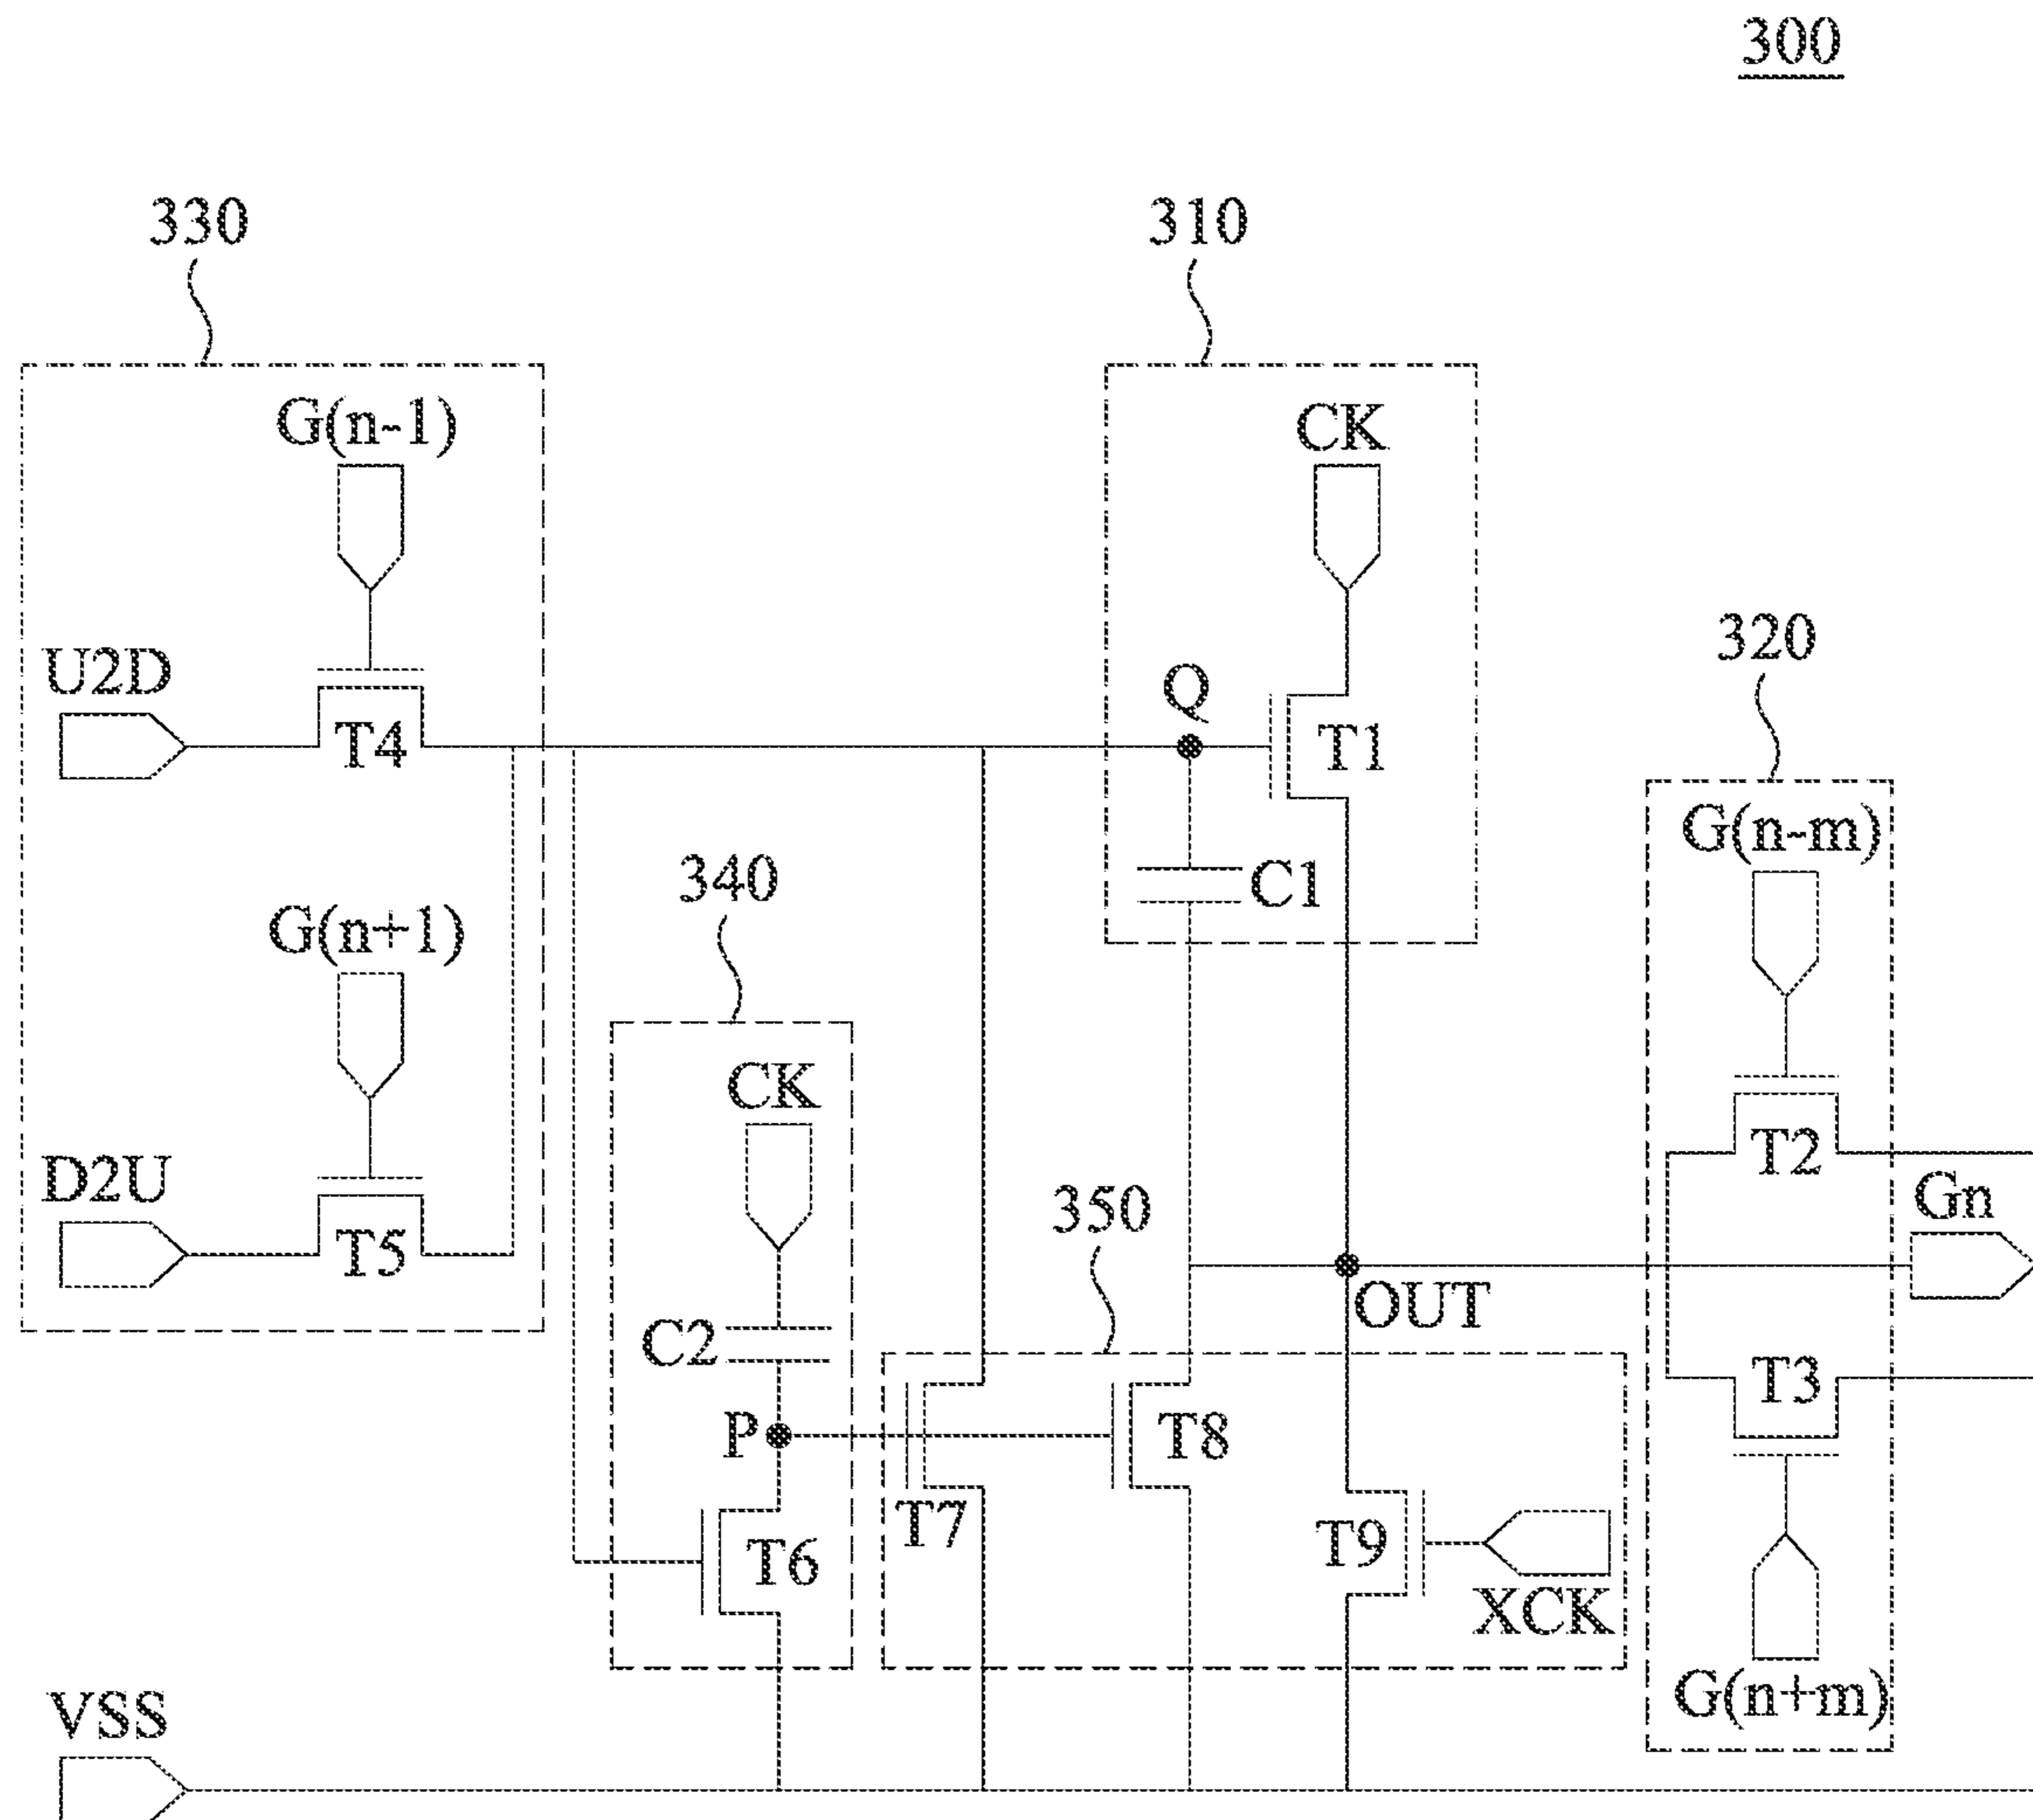 300
330
310
G(n-1)
CK
320
U2D
T4
Q
T1
G(n-m)
340
C1
G(n+1)
CK
T2
D2U
350
Gn
T5
OUT
C2
T3
P
T8
T7
T9
T6
XCK
G(n+m)
VSS